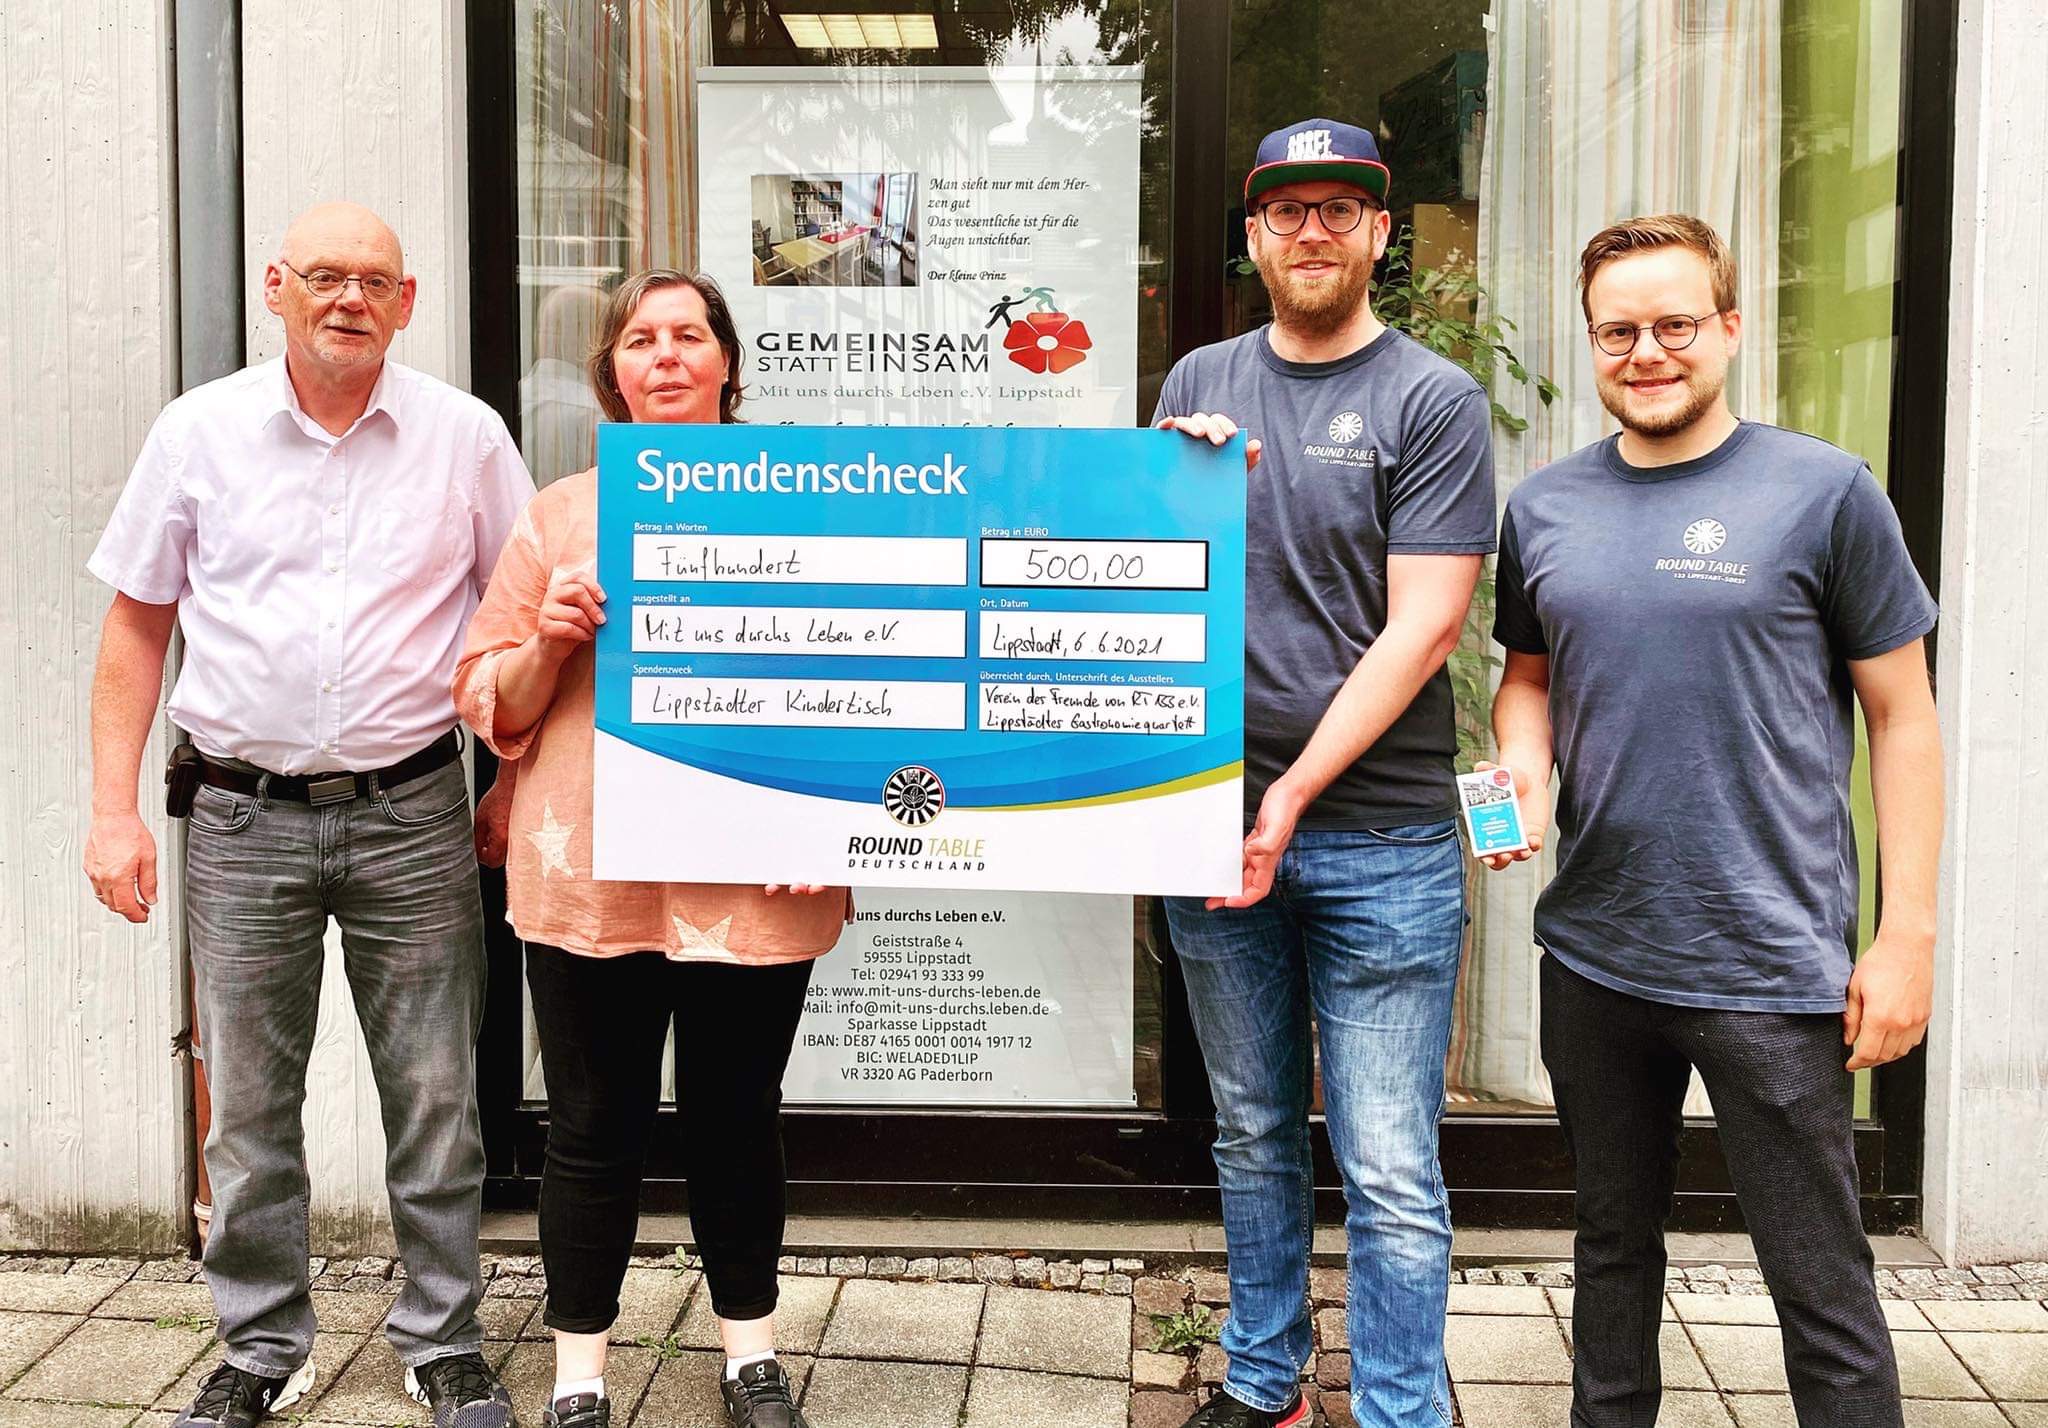 Man sieht nur mit dem Her-
zen gut
Das wesentliche ist für die
Augen unsichtbar.
Der kleine Prinz
GEMEINSAM
STATT EINSAM
Mit uns durchs Leben e.V. Lippstadt
Spendenscheck
Betrag in Worten
Fünfhundert
Betrag in EURO
500,00
ausgestellt an
Mit uns durchs Leben e.V.
Ort, Datum
Lippstadt, 6.6.2021
Spendenzweck
Lippstädter Kindertisch
überreicht durch, Unterschrift des Ausstellers
Verein der Freunde von RT 133 e.V.
Lippstädter Gastronomiequartett
ROUND TABLE
DEUTSCHLAND
uns durchs Leben e.V.
Geiststraße 4
59555 Lippstadt
Tel: 02941 93 333 99
eb: www.mit-uns-durchs-leben.de
Mail: info@mit-uns-durchs.leben.de
Sparkasse Lippstadt
IBAN: DE87 4165 0001 0014 1917 12
BIC: WELADED1LIP
VR 3320 AG Paderborn
ROUND TABLE
133 LIPPSTADT-SOEST
ROUND TABLE
133 LIPPSTADT-SOEST